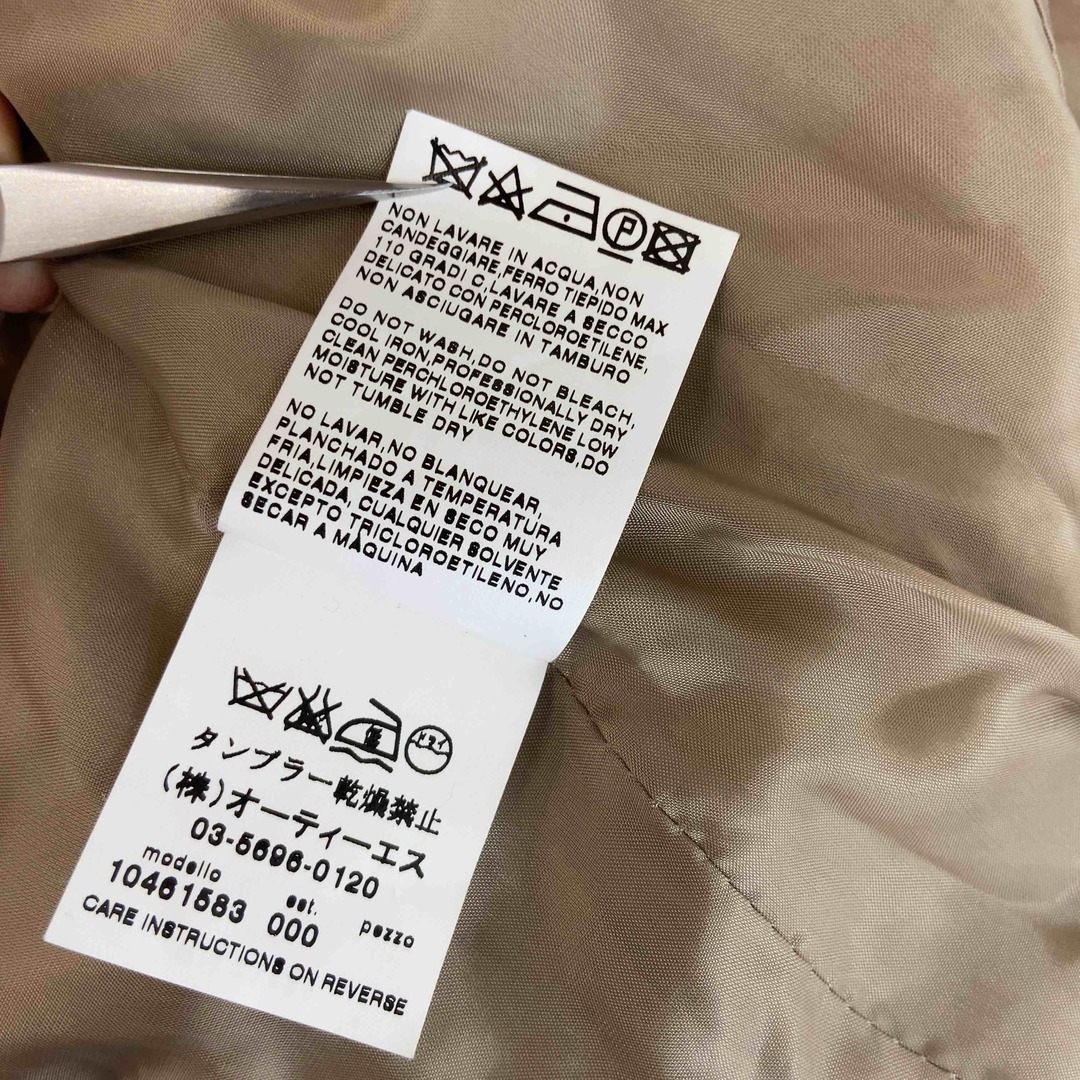 P
NON LAVARE IN ACQUA,NON
CANDEGGIARE,FERRO TIEPIDO MAX
110 GRADI C,LAVARE A SECCO
DELICATO CON PERCLOROETILENE,
NON ASCIUGARE IN TAMBURO
DO NOT WASH,DO NOT BLEACH,
COOL IRON,PROFESSIONALLY DRY
CLEAN PERCHLOROETHYLENE LOW
MOISTURE WITH LIKE COLORS,DO
NOT TUMBLE DRY
NO LAVAR,NO BLANQUEAR,
PLANCHADO A TEMPERATURA
FRIA,LIMPIEZA EN SECO MUY
DELICADA, CUALQUIER SOLVENTE
EXCEPTO TRICLOROETILENO,NO
SECAR A MÁQUINA
低 ドライ
タンブラー乾燥禁止
(株)オーティーエス
03-5696-0120
modello est. pezzo
10461583 000
CARE INSTRUCTIONS ON REVERSE